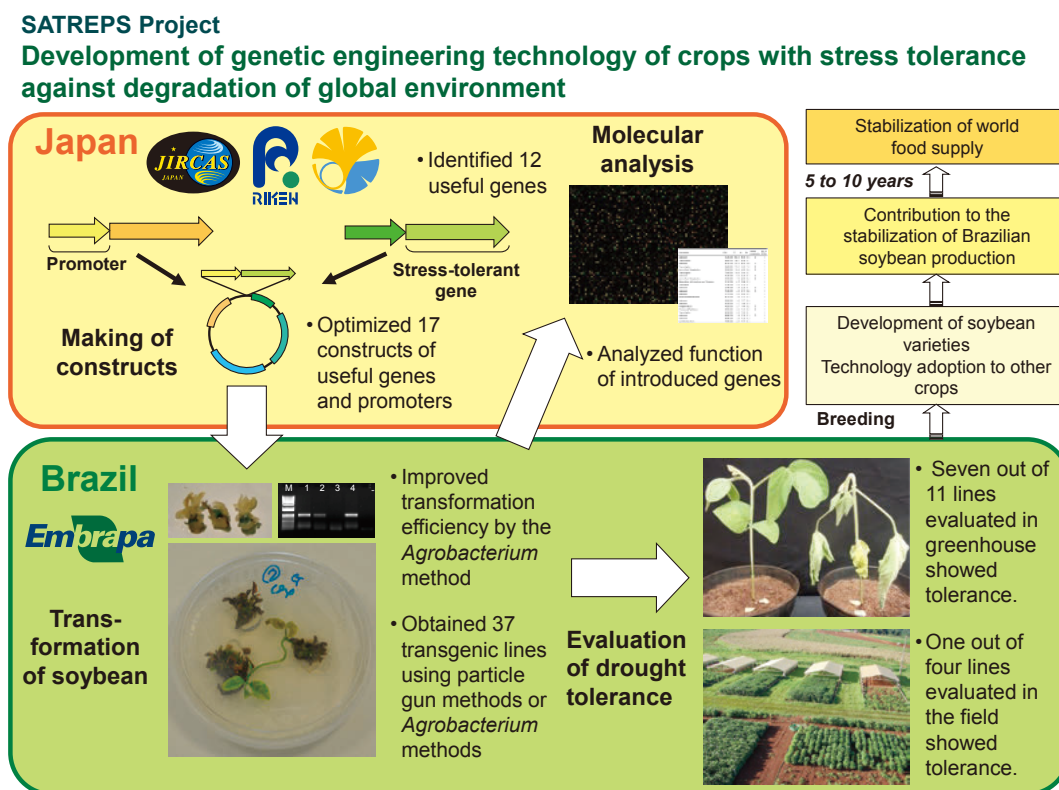 SATREPS Project
Development of genetic engineering technology of crops with stress tolerance
against degradation of global environment
Japan
JIRCAS
JAPAN
RIKEN
• Identified 12
useful genes
Molecular
analysis
Promoter
Stress-tolerant
gene
Making of
constructs
• Optimized 17
constructs of
useful genes
and promoters
• Analyzed function
of introduced genes
Stabilization of world
food supply
5 to 10 years
Contribution to the
stabilization of Brazilian
soybean production
Development of soybean
varieties
Technology adoption to other
crops
Breeding
Brazil
Embrapa
M 1 2 3 4
Trans-
formation
of soybean
• Improved
transformation
efficiency by the
Agrobacterium
method
• Obtained 37
transgenic lines
using particle
gun methods or
Agrobacterium
methods
Evaluation
of drought
tolerance
• Seven out of
11 lines
evaluated in
greenhouse
showed
tolerance.
• One out of
four lines
evaluated in
the field
showed
tolerance.